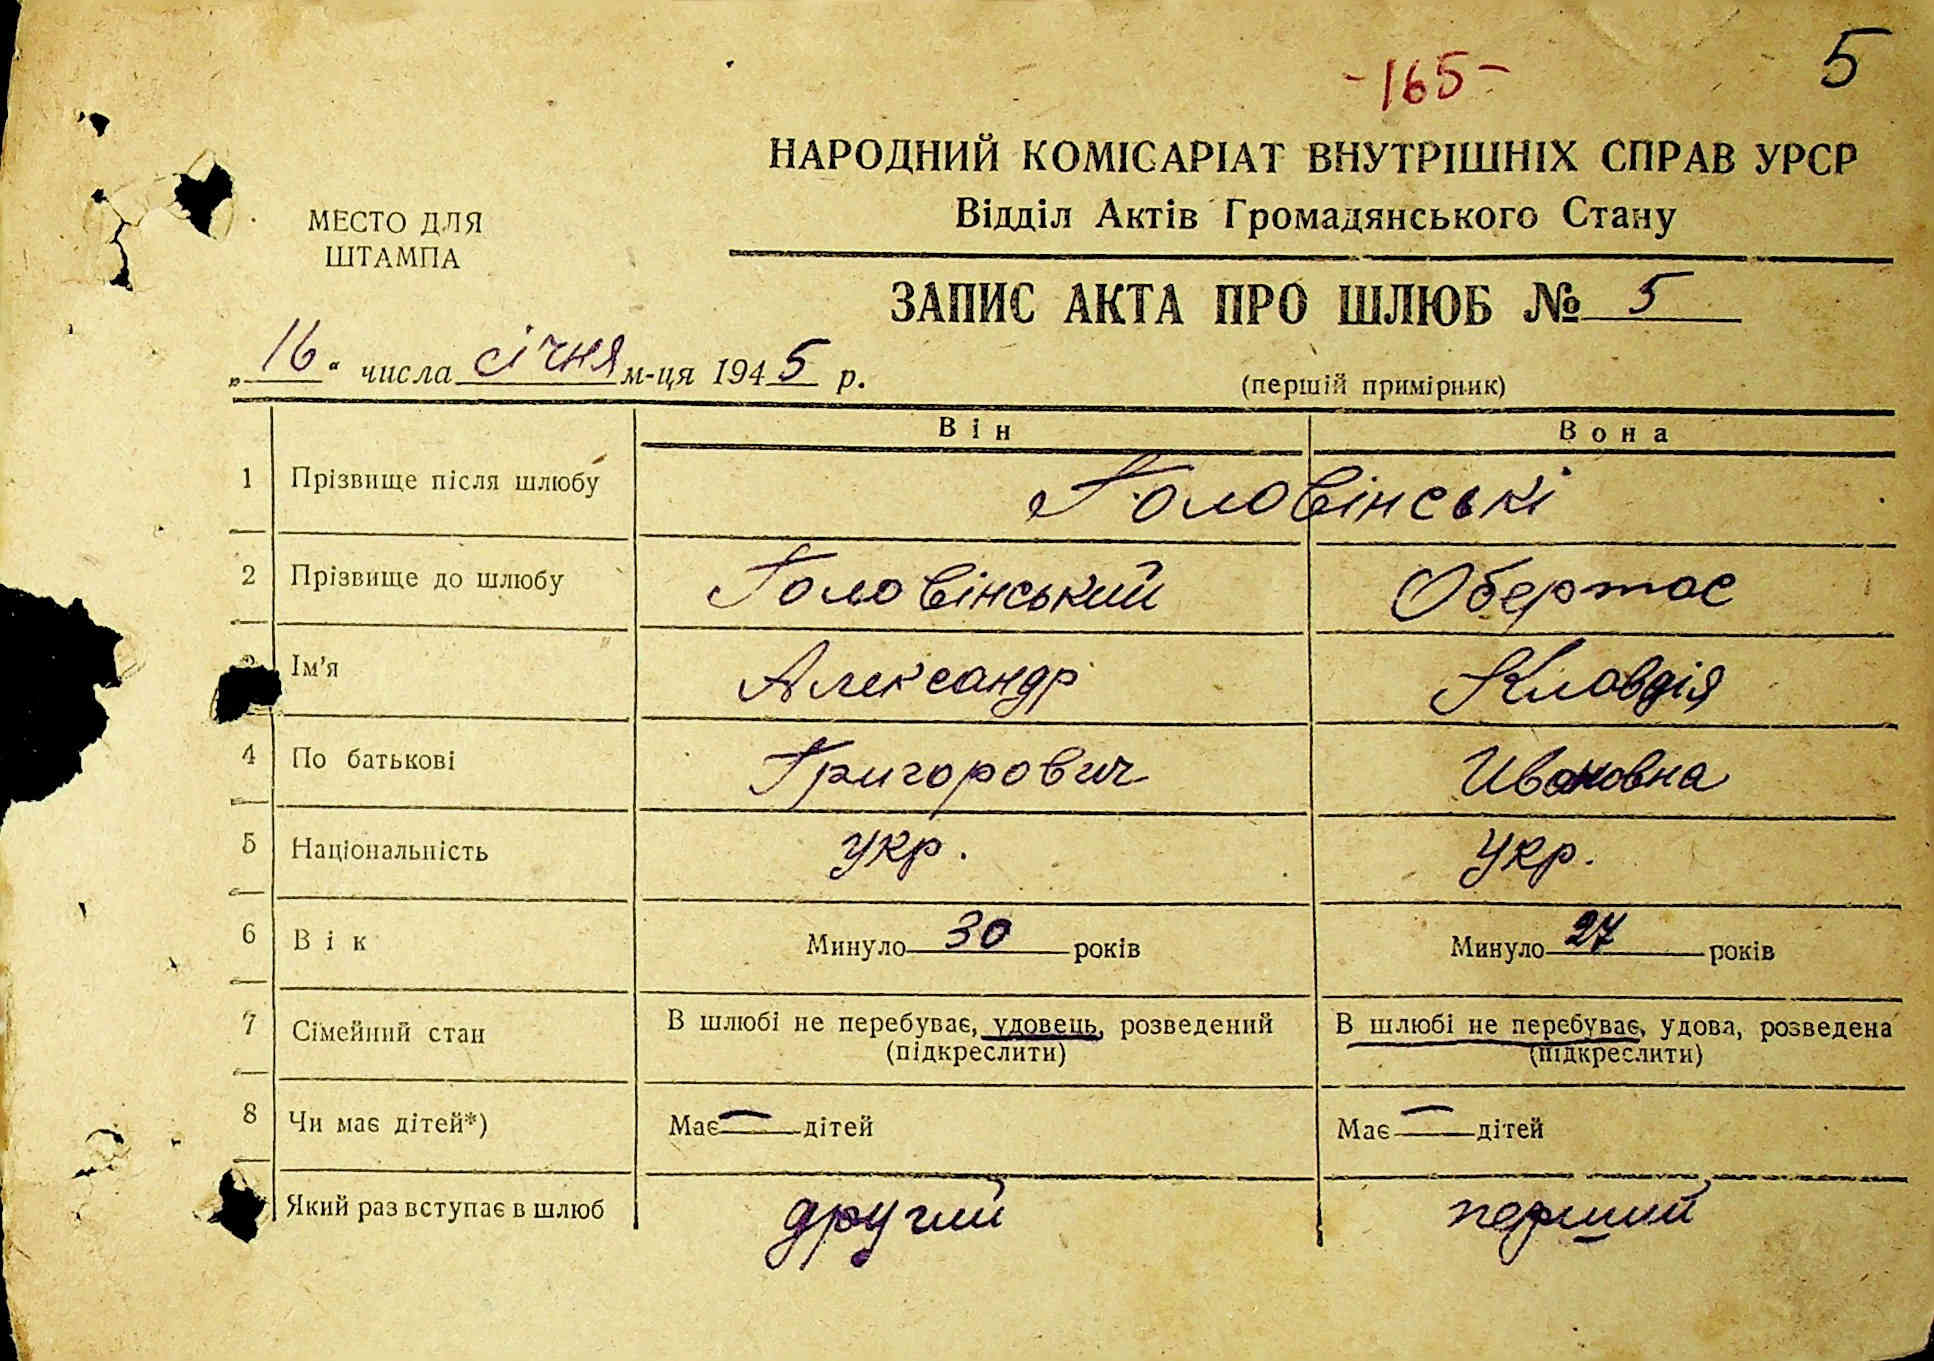 -165-
5
НАРОДНИЙ КОМІСАРІАТ ВНУТРІШНІХ СПРАВ УРСР
Відділ Актів Громадянського Стану
МЕСТО ДЛЯ
ШТАМПА
ЗАПИС АКТА ПРО ШЛЮБ № 5
„16“ числа січня м-ця 1945 р.
(першій примірник)
Він Вона
1 Прізвище після шлюбу Головінські
2 Прізвище до шлюбу Головінський Обертас
Ім'я Александр Клавдія
4 По батькові Григорович Ивановна
5 Національність укр. укр.
6 Вік Минуло 30 років Минуло 27 років
7 Сімейний стан В шлюбі не перебуває, удовець, розведений В шлюбі не перебуває, удова, розведена
(підкреслити) (підкреслити)
8 Чи має дітей*) Має — дітей Має — дітей
Який раз вступає в шлюб другий перший